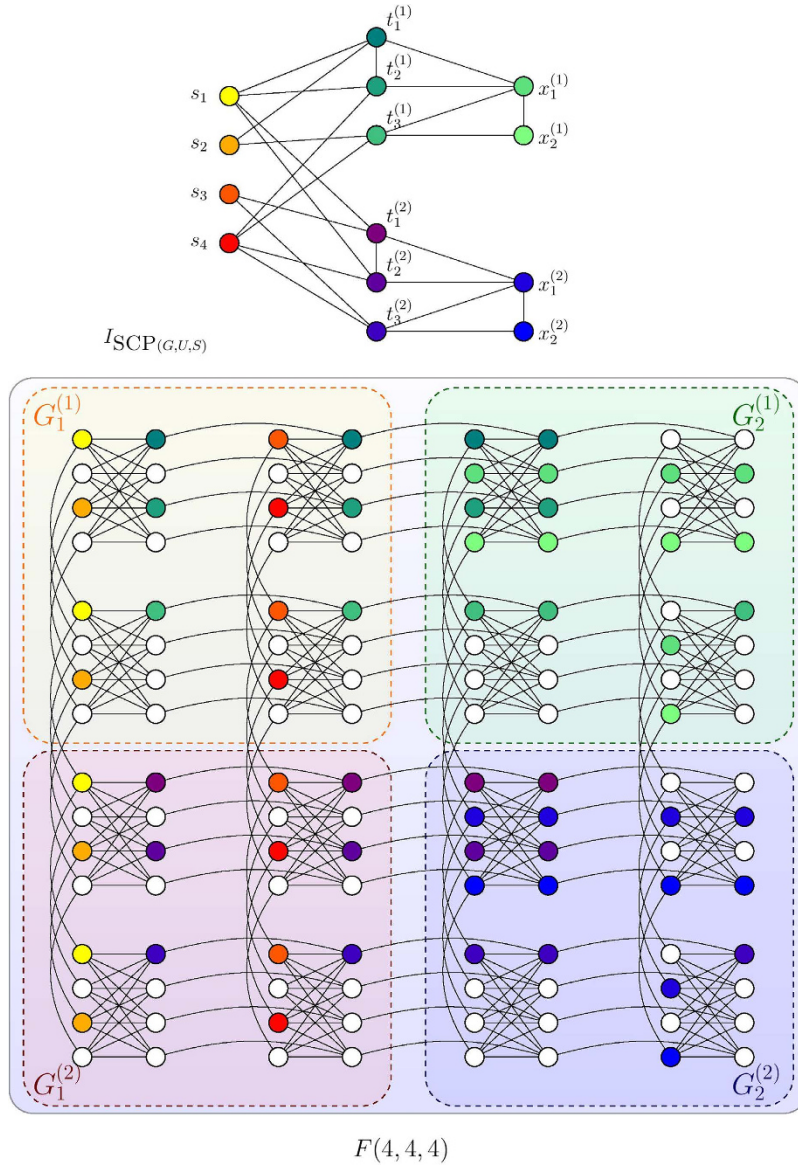 t_1^{(1)}
t_2^{(1)}
s_1 x_1^{(1)}
t_3^{(1)}
s_2 x_2^{(1)}
s_3
t_1^{(2)}
s_4
t_2^{(2)}
x_1^{(2)}
t_3^{(2)}
x_2^{(2)}
I_{SCP(G,U,S)}
G_1^{(1)} G_2^{(1)}
G_1^{(2)} G_2^{(2)}
F(4, 4, 4)